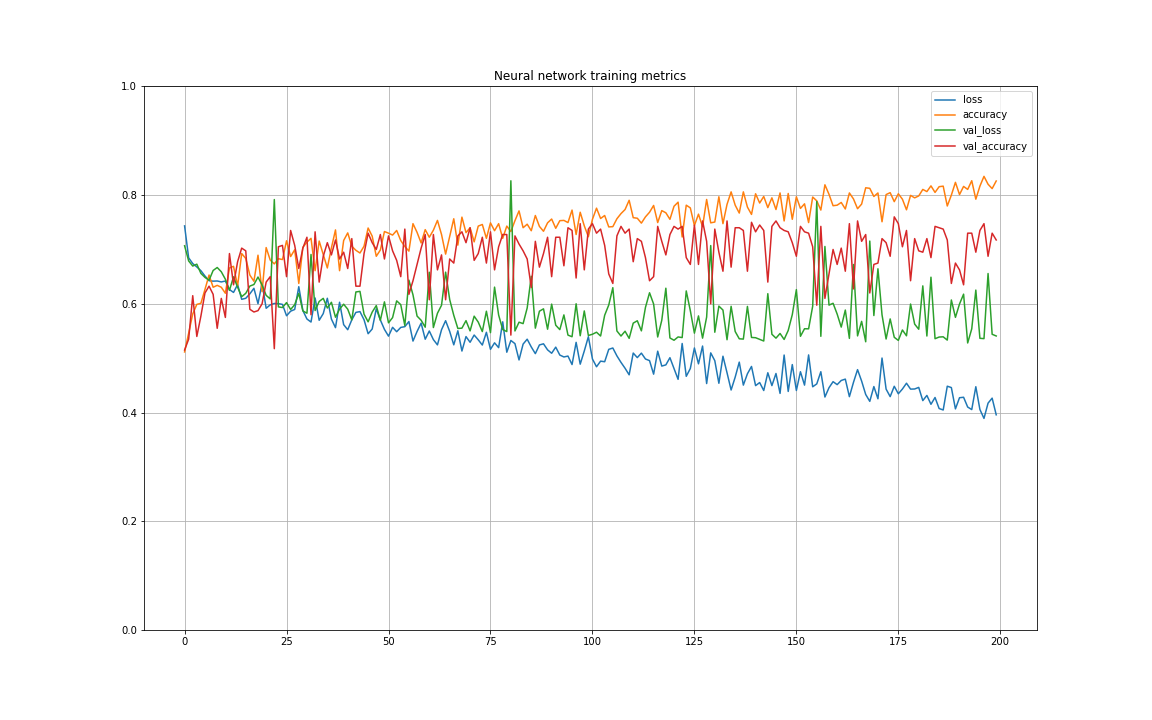 Neural network training metrics
1.0
0.8
0.6
0.4
0.2
0.0
loss
accuracy
val_loss
val_accuracy
0 25 50 75 100 125 150 175 200